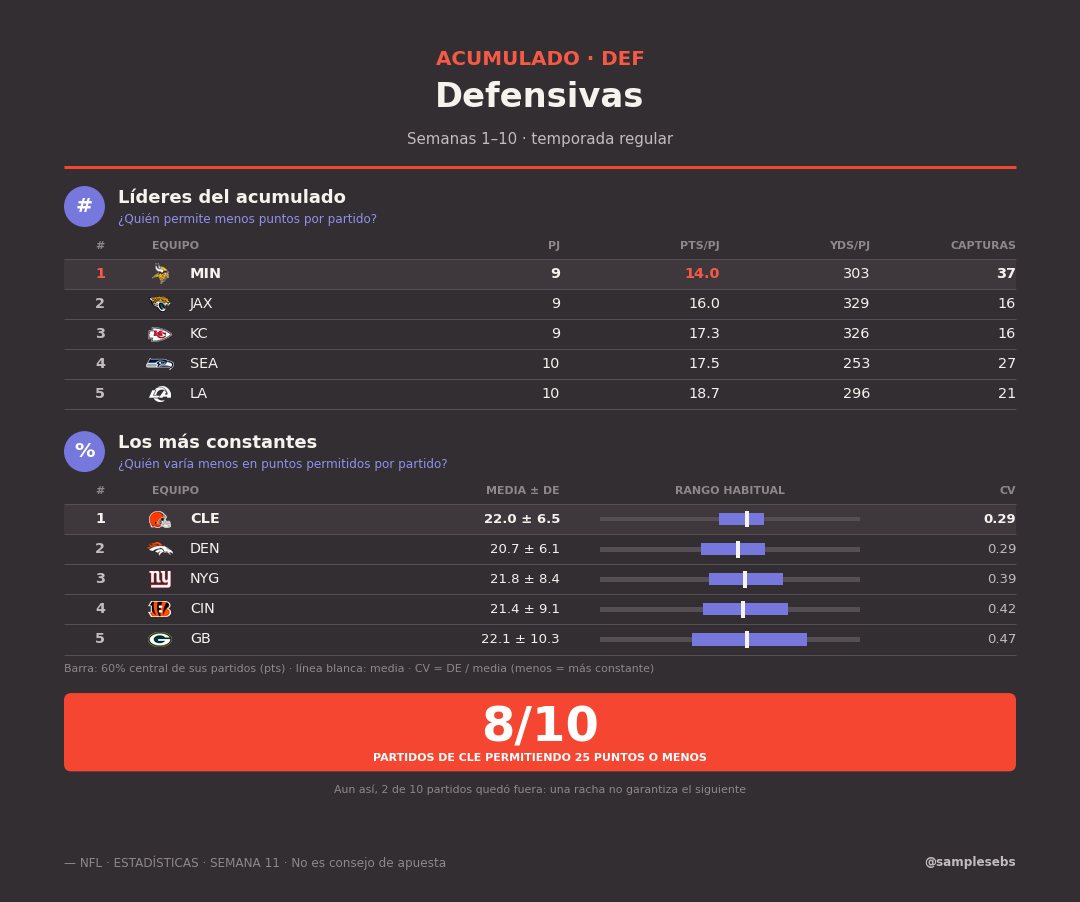 ACUMULADO · DEF
Defensivas
Semanas 1–10 · temporada regular
# Líderes del acumulado
¿Quién permite menos puntos por partido?
# EQUIPO PJ PTS/PJ YDS/PJ CAPTURAS
1 MIN 9 14.0 303 37
2 JAX 9 16.0 329 16
3 KC 9 17.3 326 16
4 SEA 10 17.5 253 27
5 LA 10 18.7 296 21
% Los más constantes
¿Quién varía menos en puntos permitidos por partido?
# EQUIPO MEDIA ± DE RANGO HABITUAL CV
1 CLE 22.0 ± 6.5 0.29
2 DEN 20.7 ± 6.1 0.29
3 NYG 21.8 ± 8.4 0.39
4 CIN 21.4 ± 9.1 0.42
5 GB 22.1 ± 10.3 0.47
Barra: 60% central de sus partidos (pts) · línea blanca: media · CV = DE / media (menos = más constante)
8/10
PARTIDOS DE CLE PERMITIENDO 25 PUNTOS O MENOS
Aun así, 2 de 10 partidos quedó fuera: una racha no garantiza el siguiente
— NFL · ESTADÍSTICAS · SEMANA 11 · No es consejo de apuesta
@samplesebs